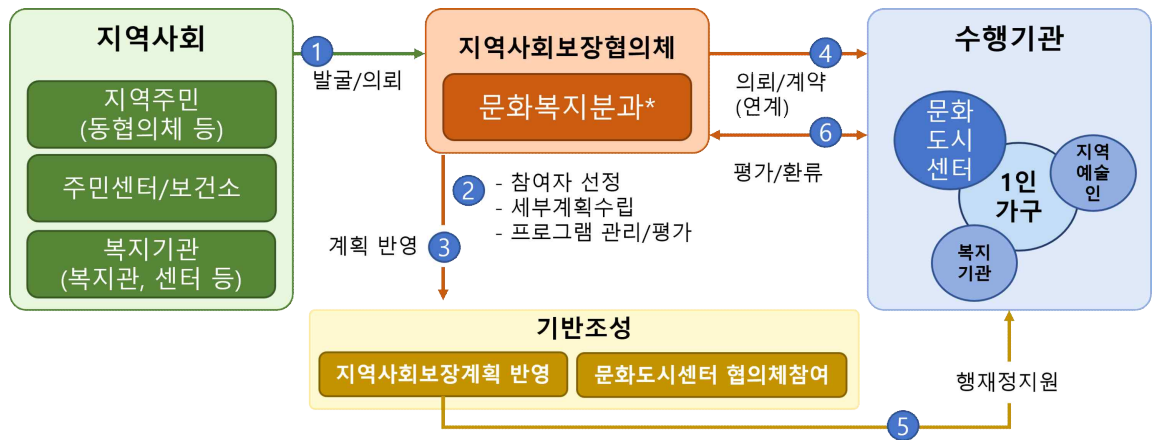 지역사회
지역주민
(동협의체 등)
주민센터/보건소
복지기관
(복지관, 센터 등)
1
발굴/의뢰
지역사회보장협의체
문화복지분과*
2
- 참여자 선정
- 세부계획수립
- 프로그램 관리/평가
계획 반영
3
4
의뢰/계약
(연계)
6
평가/환류
수행기관
문화
도시
센터
1인
가구
지역
예술
인
복지
기관
기반조성
지역사회보장계획 반영
문화도시센터 협의체참여
5
행재정지원